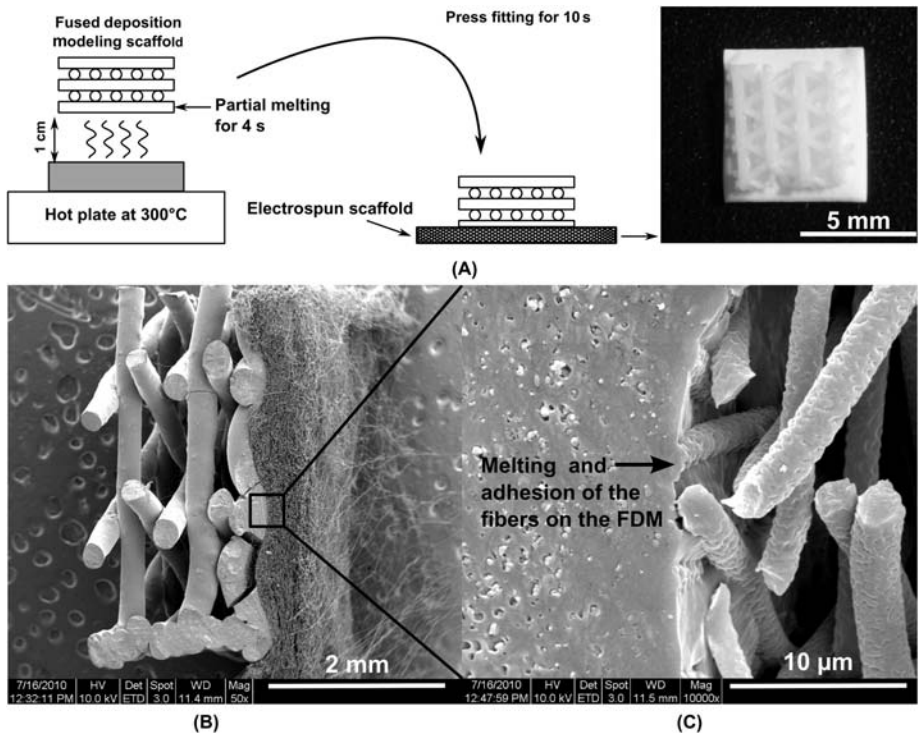 Fused deposition
modeling scaffold
Press fitting for 10 s
Partial melting
for 4 s
1 cm
Hot plate at 300°C
Electrospun scaffold
5 mm
(A)
Melting and
adhesion of the
fibers on the FDM
2 mm
10 µm
7/16/2010 HV Det Spot WD Mag
12:32:11 PM 10.0 kV ETD 3.0 11.4 mm 50x
7/16/2010 HV Det Spot WD Mag
12:47:59 PM 10.0 kV ETD 3.0 11.5 mm 10000x
(B)
(C)